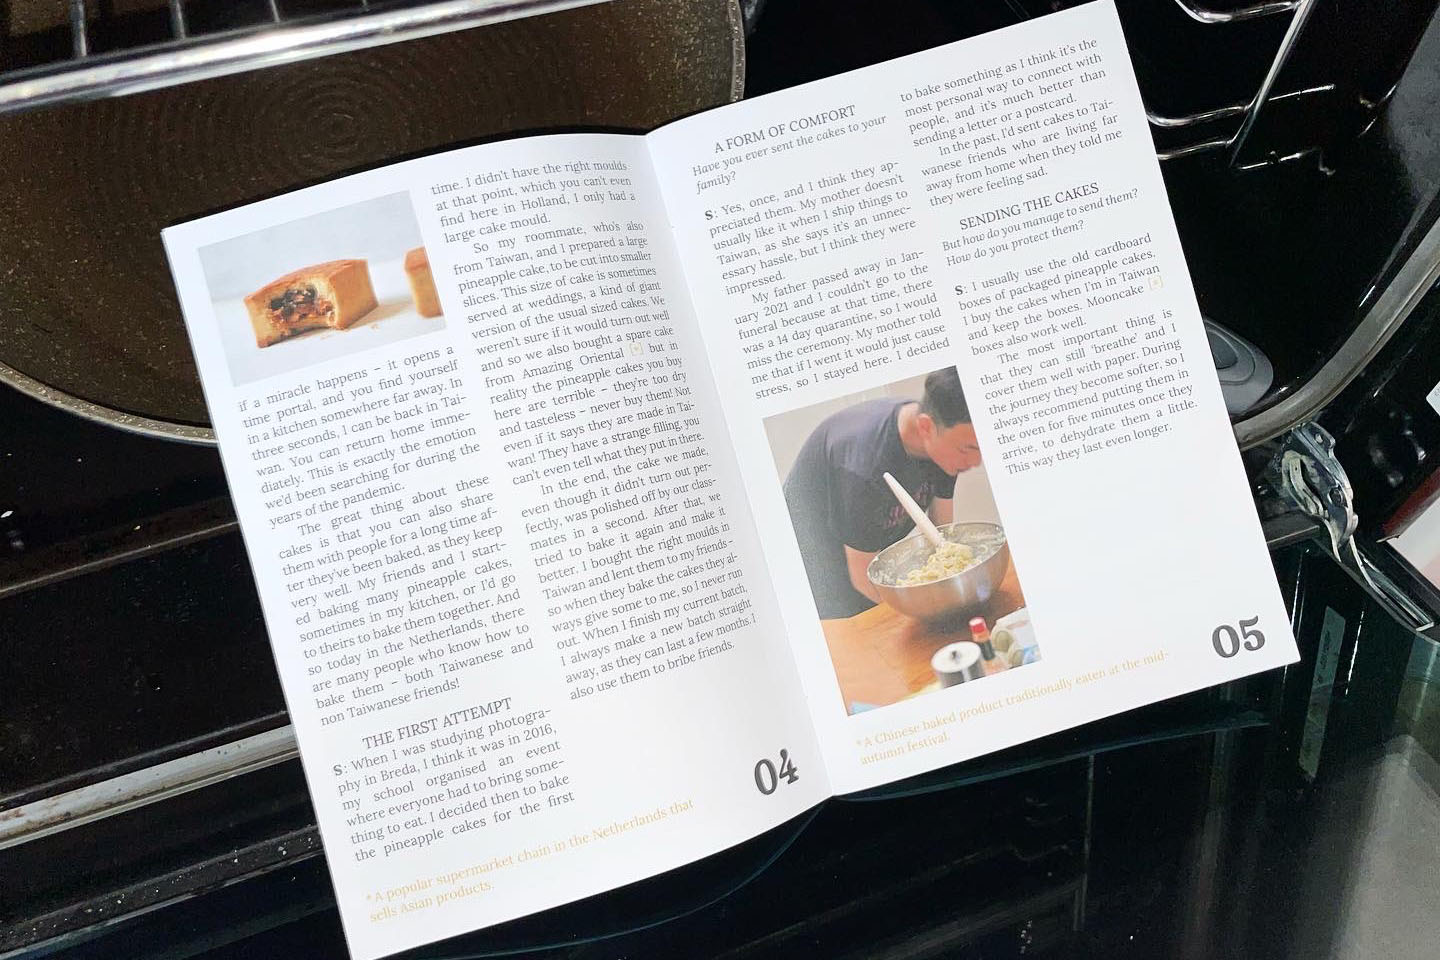 if a miracle happens – it opens a
time portal, and you find yourself
in a kitchen somewhere far away. In
three seconds, I can be back in Tai-
wan. You can return home imme-
diately. This is exactly the emotion
we'd been searching for during the
years of the pandemic.
The great thing about these
cakes is that you can also share
them with people for a long time af-
ter they've been baked, as they keep
very well. My friends and I start-
ed baking many pineapple cakes,
sometimes in my kitchen, or I'd go
to theirs to bake them together. And
so today in the Netherlands, there
are many people who know how to
bake them – both Taiwanese and
non Taiwanese friends!
THE FIRST ATTEMPT
S: When I was studying photogra-
phy in Breda, I think it was in 2016,
my school organised an event
where everyone had to bring some-
thing to eat. I decided then to bake
the pineapple cakes for the first
time. I didn't have the right moulds
at that point, which you can't even
find here in Holland, I only had a
large cake mould.
So my roommate, who's also
from Taiwan, and I prepared a large
pineapple cake, to be cut into smaller
slices. This size of cake is sometimes
served at weddings, a kind of giant
version of the usual sized cakes. We
weren't sure if it would turn out well
and so we also bought a spare cake
from Amazing Oriental [*] but in
reality the pineapple cakes you buy
here are terrible – they're too dry
and tasteless – never buy them! Not
even if it says they are made in Tai-
wan! They have a strange filling, you
can't even tell what they put in there.
In the end, the cake we made,
even though it didn't turn out per-
fectly, was polished off by our class-
mates in a second. After that, we
tried to bake it again and make it
better. I bought the right moulds in
Taiwan and lent them to my friends –
so when they bake the cakes they al-
ways give some to me, so I never run
out. When I finish my current batch,
I always make a new batch straight
away, as they can last a few months. I
also use them to bribe friends.
* A popular supermarket chain in the Netherlands that
sells Asian products.
04
A FORM OF COMFORT
Have you ever sent the cakes to your
family?
S: Yes, once, and I think they ap-
preciated them. My mother doesn't
usually like it when I ship things to
Taiwan, as she says it's an unnec-
essary hassle, but I think they were
impressed.
My father passed away in Jan-
uary 2021 and I couldn't go to the
funeral because at that time, there
was a 14 day quarantine, so I would
miss the ceremony. My mother told
me that if I went it would just cause
stress, so I stayed here. I decided
to bake something as I think it's the
most personal way to connect with
people, and it's much better than
sending a letter or a postcard.
In the past, I'd sent cakes to Tai-
wanese friends who are living far
away from home when they told me
they were feeling sad.
SENDING THE CAKES
But how do you manage to send them?
How do you protect them?
S: I usually use the old cardboard
boxes of packaged pineapple cakes.
I buy the cakes when I'm in Taiwan
and keep the boxes. Mooncake [*]
boxes also work well.
The most important thing is
that they can still 'breathe' and I
cover them well with paper. During
the journey they become softer, so I
always recommend putting them in
the oven for five minutes once they
arrive, to dehydrate them a little.
This way they last even longer.
* A Chinese baked product traditionally eaten at the mid-
autumn festival.
05